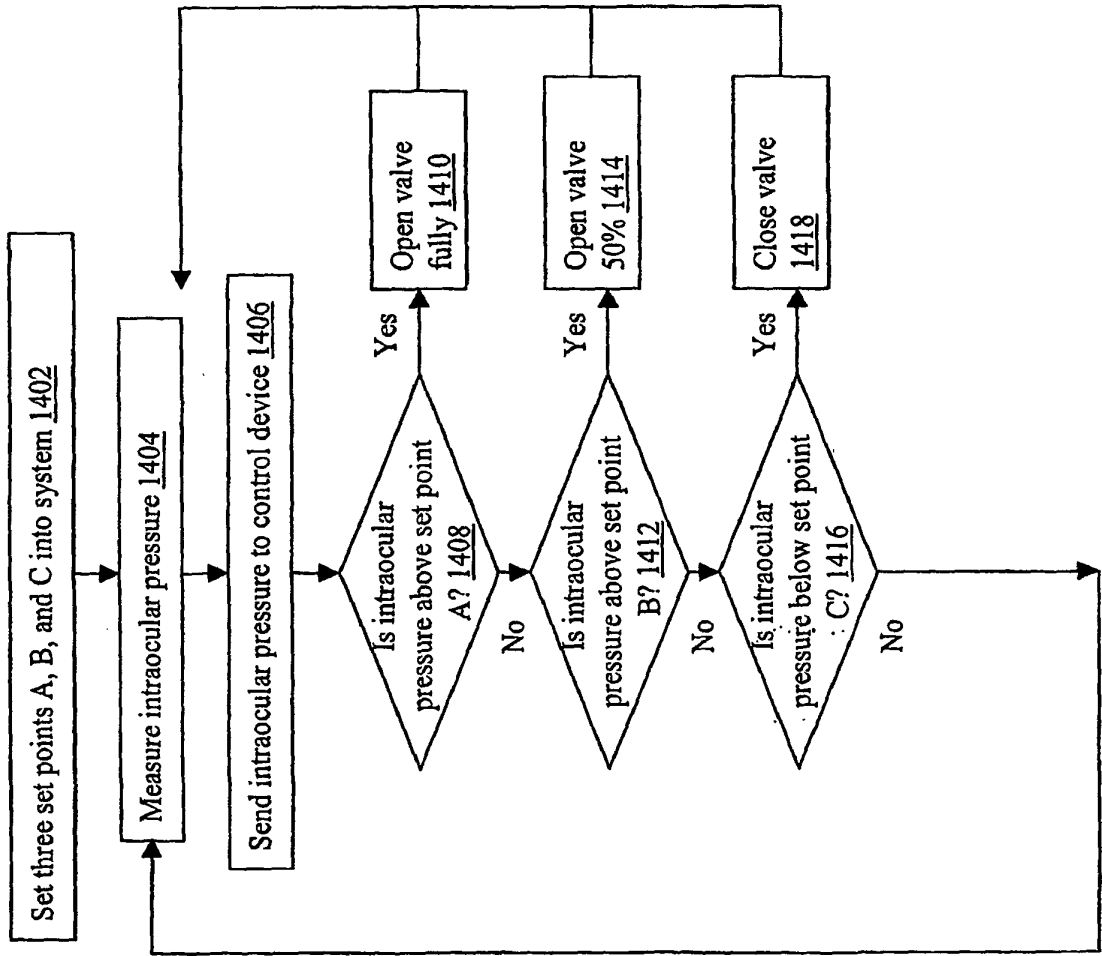 Set three set points A, B, and C into system 1402
Measure intraocular pressure 1404
Send intraocular pressure to control device 1406
Is intraocular
pressure above set point
A? 1408
Yes
Open valve
fully 1410
No
Is intraocular
pressure above set point
B? 1412
Yes
Open valve
50% 1414
No
Is intraocular
pressure below set point
C? 1416
Yes
Close valve
1418
No